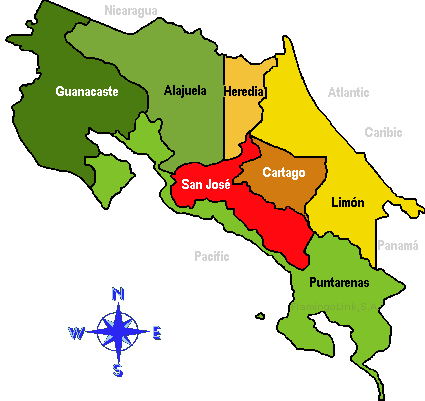 Nicaragua
Guanacaste
Alajuela
Heredia
Atlantic
Caribic
San José
Cartago
Limón
Pacific
Panamá
Puntarenas
N
W E
S